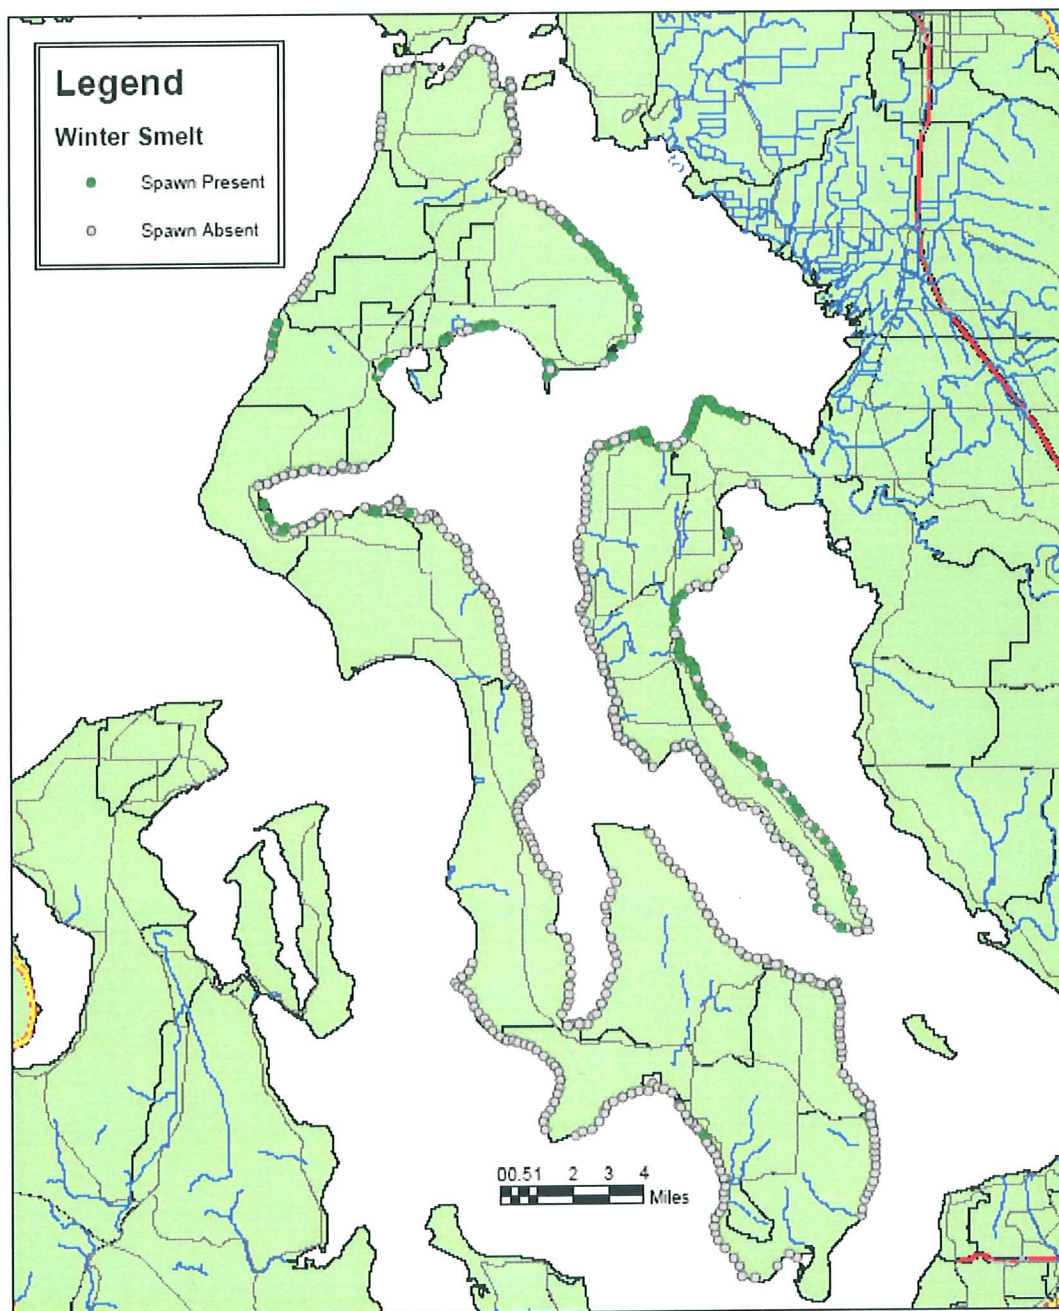 Legend
Winter Smelt
Spawn Present
Spawn Absent
00.51 2 3 4
Miles